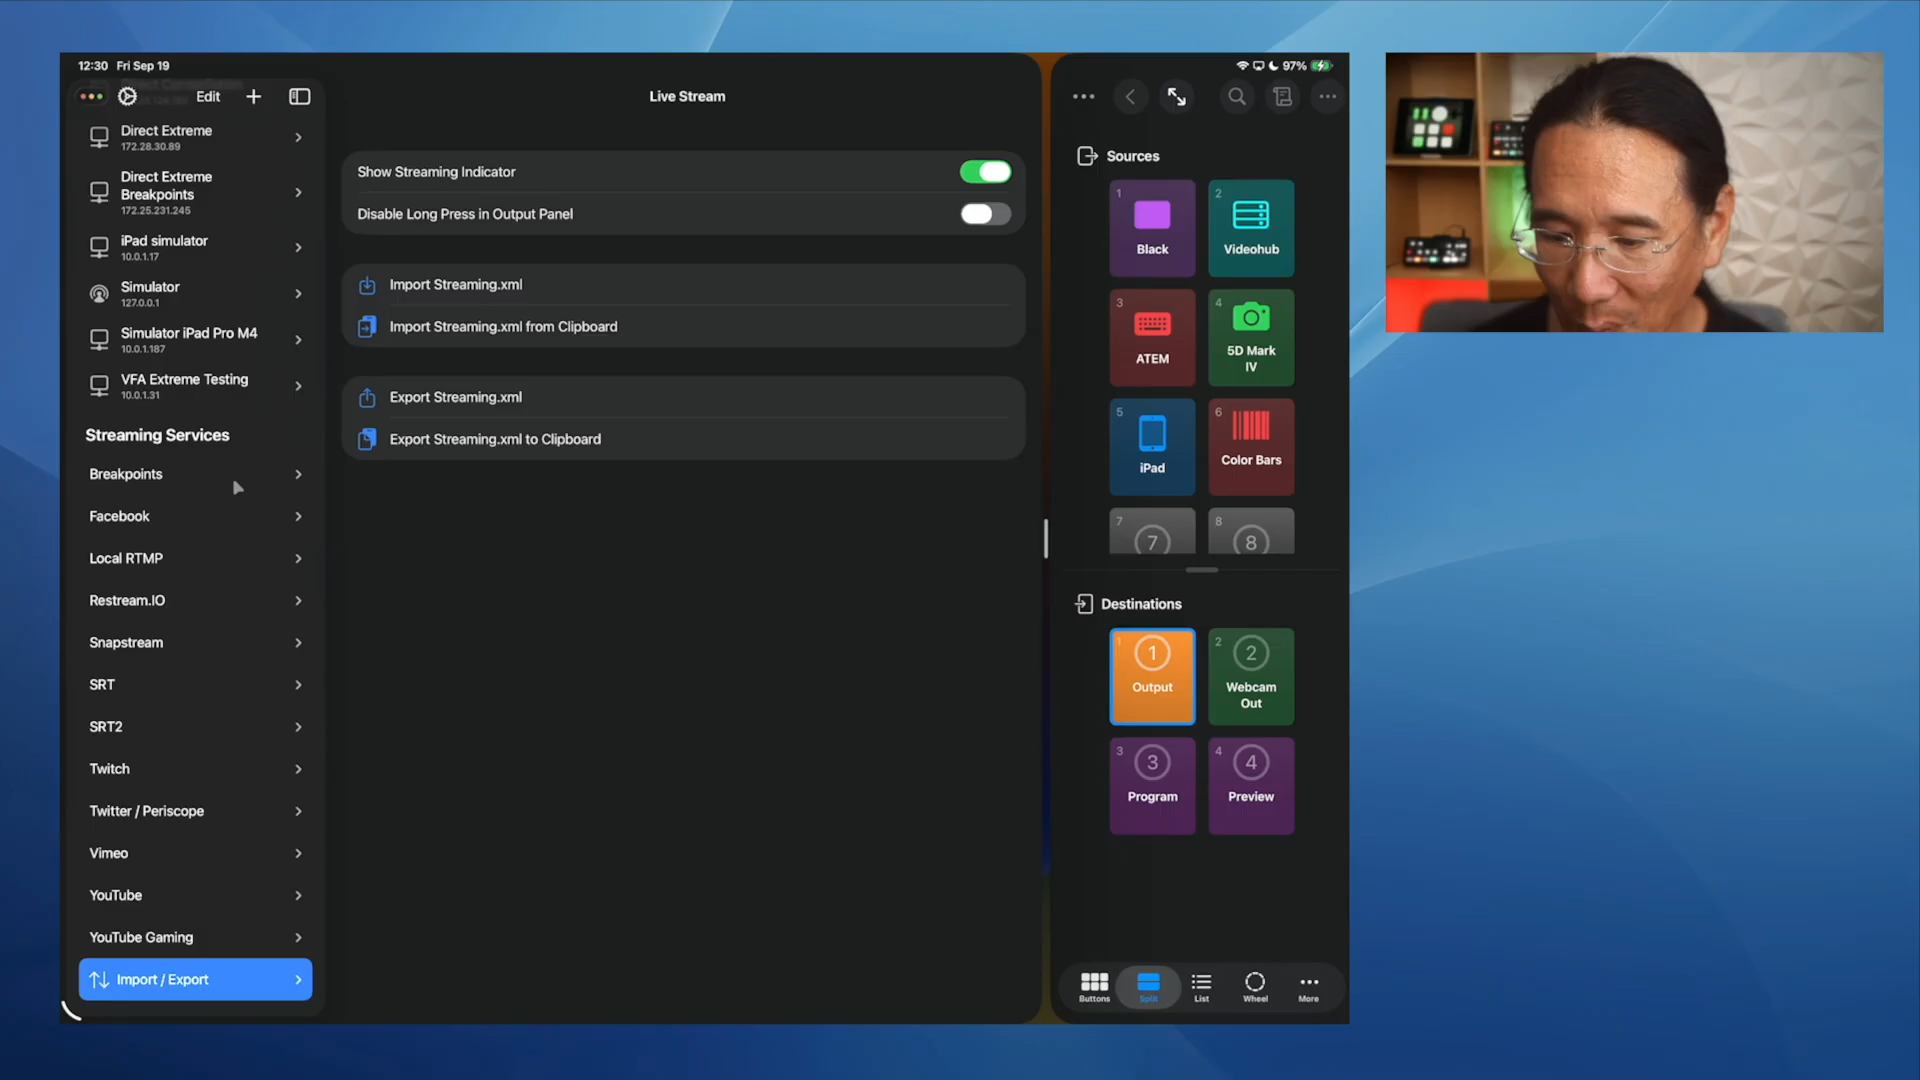 12:30 Fri Sep 19
97%
Edit
Live Stream
Direct Extreme
172.28.30.89
Direct Extreme
Breakpoints
172.25.231.245
iPad simulator
10.0.1.17
Simulator
127.0.0.1
Simulator iPad Pro M4
10.0.1.187
VFA Extreme Testing
10.0.1.31
Streaming Services
Breakpoints
Facebook
Local RTMP
Restream.IO
Snapstream
SRT
SRT2
Twitch
Twitter / Periscope
Vimeo
YouTube
YouTube Gaming
Import / Export
Show Streaming Indicator
Disable Long Press in Output Panel
Import Streaming.xml
Import Streaming.xml from Clipboard
Export Streaming.xml
Export Streaming.xml to Clipboard
Sources
1
Black
2
Videohub
3
ATEM
4
5D Mark
IV
5
iPad
6
Color Bars
7
7
8
8
Destinations
1
1
Output
2
2
Webcam
Out
3
3
Program
4
4
Preview
Buttons
Split
List
Wheel
More